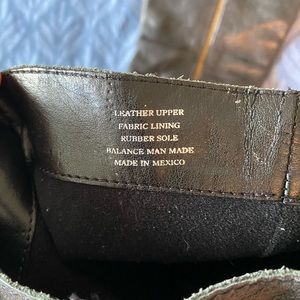 LEATHER UPPER
FABRIC LINING
RUBBER SOLE
BALANCE MAN MADE
MADE IN MEXICO